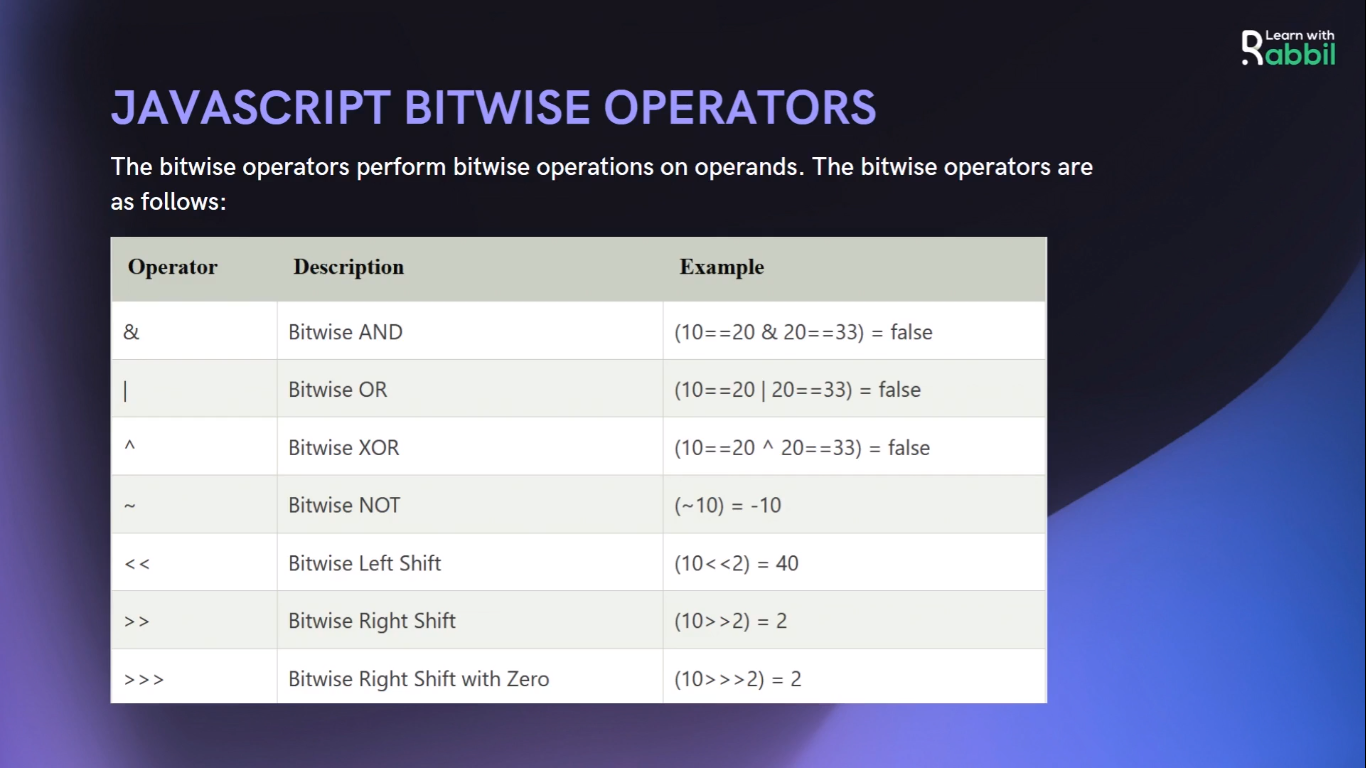 Learn with
Rabbil
JAVASCRIPT BITWISE OPERATORS
The bitwise operators perform bitwise operations on operands. The bitwise operators are
as follows:
Operator Description Example
& Bitwise AND (10==20 & 20==33) = false
| Bitwise OR (10==20 | 20==33) = false
^ Bitwise XOR (10==20 ^ 20==33) = false
~ Bitwise NOT (~10) = -10
<< Bitwise Left Shift (10<<2) = 40
>> Bitwise Right Shift (10>>2) = 2
>>> Bitwise Right Shift with Zero (10>>>2) = 2